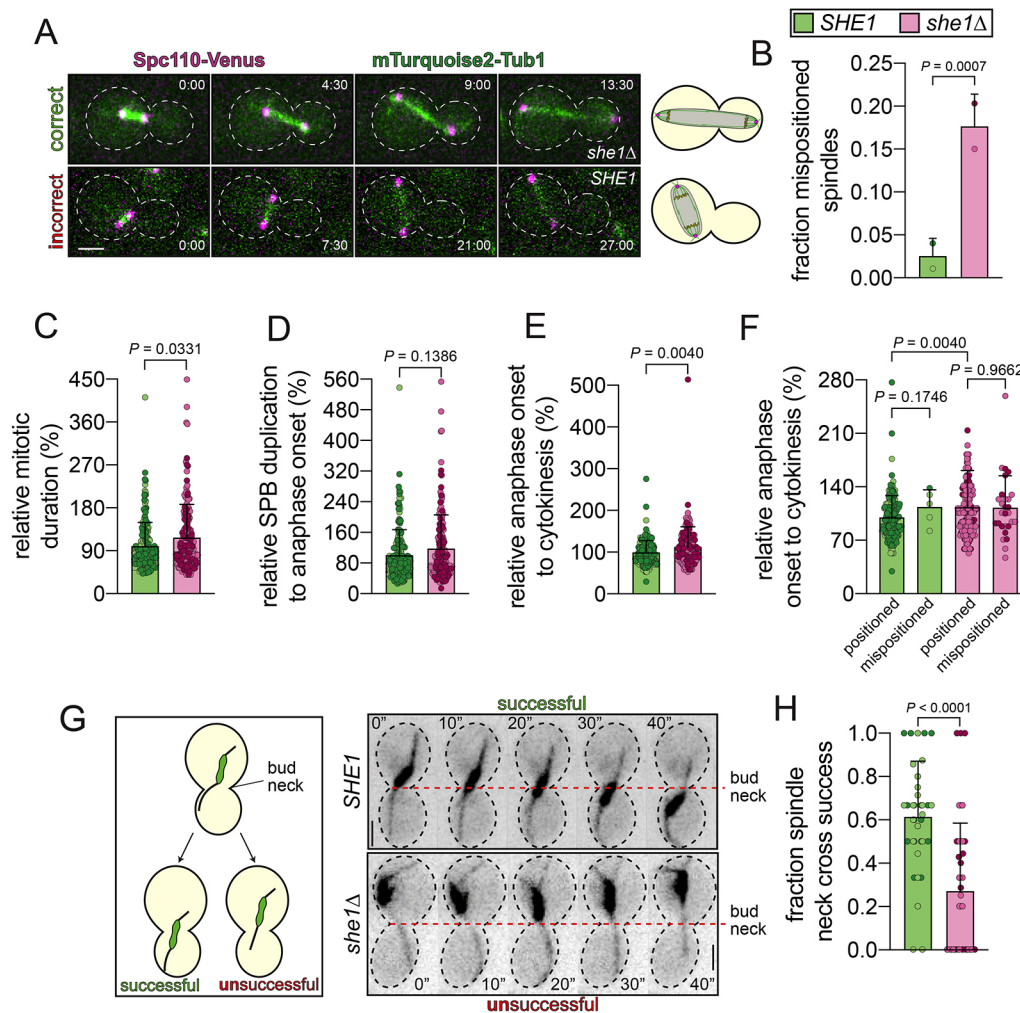 SHE1 she1Δ
A
Spc110-Venus mTurquoise2-Tub1
correct
0:00 4:30 9:00 13:30
she1Δ
incorrect
SHE1
0:00 7:30 21:00 27:00
B
P = 0.0007
fraction mispositioned
spindles
0.25
0.20
0.15
0.10
0.05
0.00
C
P = 0.0331
relative mitotic
duration (%)
450
360
270
180
90
0
D
P = 0.1386
relative SPB duplication
to anaphase onset (%)
560
480
400
320
240
160
80
0
E
P = 0.0040
relative anaphase onset
to cytokinesis (%)
500
400
300
200
100
0
F
P = 0.0040
P = 0.9662
P = 0.1746
relative anaphase
onset to cytokinesis (%)
280
210
140
70
0
positioned
mispositioned
positioned
mispositioned
G
bud
neck
successful unsuccessful
successful
0” 10” 20” 30” 40”
SHE1
bud
neck
she1Δ
bud
neck
0” 10” 20” 30” 40”
unsuccessful
H
P < 0.0001
fraction spindle
neck cross success
1.0
0.8
0.6
0.4
0.2
0.0